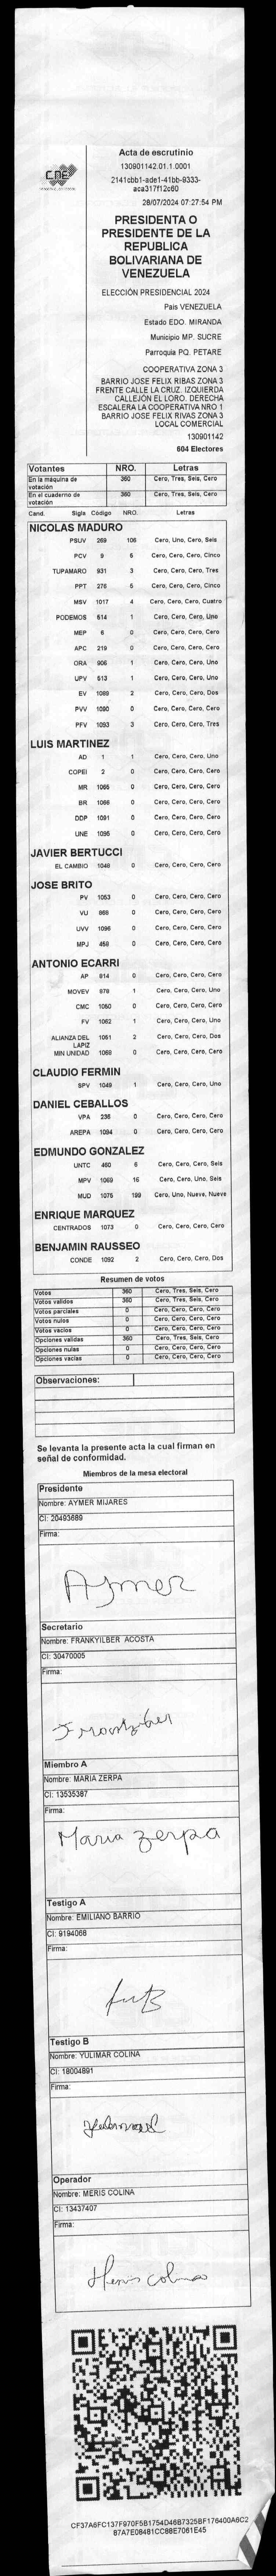 CNE
Acta de escrutinio
130901142.01.1.0001
2141cbb1-ade1-41bb-9333-
aca317f12c60
28/07/2024 07:27:54 PM
PRESIDENTA O
PRESIDENTE DE LA
REPUBLICA
BOLIVARIANA DE
VENEZUELA
ELECCIÓN PRESIDENCIAL 2024
País VENEZUELA
Estado EDO. MIRANDA
Municipio MP. SUCRE
Parroquia PQ. PETARE
COOPERATIVA ZONA 3
BARRIO JOSE FELIX RIBAS ZONA 3
FRENTE CALLE LA CRUZ. IZQUIERDA
CALLEJÓN EL LORO. DERECHA
ESCALERA LA COOPERATIVA NRO 1
BARRIO JOSE FELIX RIVAS ZONA 3
LOCAL COMERCIAL
130901142
604 Electores
Votantes NRO. Letras
En la máquina de votación 360 Cero, Tres, Seis, Cero
En el cuaderno de votación 360 Cero, Tres, Seis, Cero
Cand. Sigla Código NRO. Letras
NICOLAS MADURO
PSUV 269 106 Cero, Uno, Cero, Seis
PCV 9 5 Cero, Cero, Cero, Cinco
TUPAMARO 931 3 Cero, Cero, Cero, Tres
PPT 276 5 Cero, Cero, Cero, Cinco
MSV 1017 4 Cero, Cero, Cero, Cuatro
PODEMOS 514 1 Cero, Cero, Cero, Uno
MEP 6 0 Cero, Cero, Cero, Cero
APC 219 0 Cero, Cero, Cero, Cero
ORA 906 1 Cero, Cero, Cero, Uno
UPV 513 1 Cero, Cero, Cero, Uno
EV 1089 2 Cero, Cero, Cero, Dos
PVV 1090 0 Cero, Cero, Cero, Cero
PFV 1093 3 Cero, Cero, Cero, Tres
LUIS MARTINEZ
AD 1 1 Cero, Cero, Cero, Uno
COPEI 2 0 Cero, Cero, Cero, Cero
MR 1065 0 Cero, Cero, Cero, Cero
BR 1066 0 Cero, Cero, Cero, Cero
DDP 1091 0 Cero, Cero, Cero, Cero
UNE 1095 0 Cero, Cero, Cero, Cero
JAVIER BERTUCCI
EL CAMBIO 1048 0 Cero, Cero, Cero, Cero
JOSE BRITO
PV 1053 0 Cero, Cero, Cero, Cero
VU 868 0 Cero, Cero, Cero, Cero
UVV 1096 0 Cero, Cero, Cero, Cero
MPJ 458 0 Cero, Cero, Cero, Cero
ANTONIO ECARRI
AP 814 0 Cero, Cero, Cero, Cero
MOVEV 978 1 Cero, Cero, Cero, Uno
CMC 1050 0 Cero, Cero, Cero, Cero
FV 1062 1 Cero, Cero, Cero, Uno
ALIANZA DEL LAPIZ 1051 2 Cero, Cero, Cero, Dos
MIN UNIDAD 1068 0 Cero, Cero, Cero, Cero
CLAUDIO FERMIN
SPV 1049 1 Cero, Cero, Cero, Uno
DANIEL CEBALLOS
VPA 236 0 Cero, Cero, Cero, Cero
AREPA 1094 0 Cero, Cero, Cero, Cero
EDMUNDO GONZALEZ
UNTC 460 6 Cero, Cero, Cero, Seis
MPV 1069 16 Cero, Cero, Uno, Seis
MUD 1075 199 Cero, Uno, Nueve, Nueve
ENRIQUE MARQUEZ
CENTRADOS 1073 0 Cero, Cero, Cero, Cero
BENJAMIN RAUSSEO
CONDE 1092 2 Cero, Cero, Cero, Dos
Resumen de votos
Votos 360 Cero, Tres, Seis, Cero
Votos validos 360 Cero, Tres, Seis, Cero
Votos parciales 0 Cero, Cero, Cero, Cero
Votos nulos 0 Cero, Cero, Cero, Cero
Votos vacios 0 Cero, Cero, Cero, Cero
Opciones validas 360 Cero, Tres, Seis, Cero
Opciones nulas 0 Cero, Cero, Cero, Cero
Opciones vacias 0 Cero, Cero, Cero, Cero
Observaciones:
Se levanta la presente acta la cual firman en
señal de conformidad.
Miembros de la mesa electoral
Presidente
Nombre: AYMER MIJARES
CI: 20493689
Firma:
Aymer
Secretario
Nombre: FRANKYILBER ACOSTA
CI: 30470005
Firma:
Miembro A
Nombre: MARIA ZERPA
CI: 13535387
Firma:
Maria Zerpa
Testigo A
Nombre: EMILIANO BARRIO
CI: 9194068
Firma:
Testigo B
Nombre: YULIMAR COLINA
CI: 18004891
Firma:
Operador
Nombre: MERIS COLINA
CI: 13437407
Firma:
Meris Colina
CF37A6FC137F970F5B1754D46B7325BF176400A6C2
87A7E08481CC88E7061E45